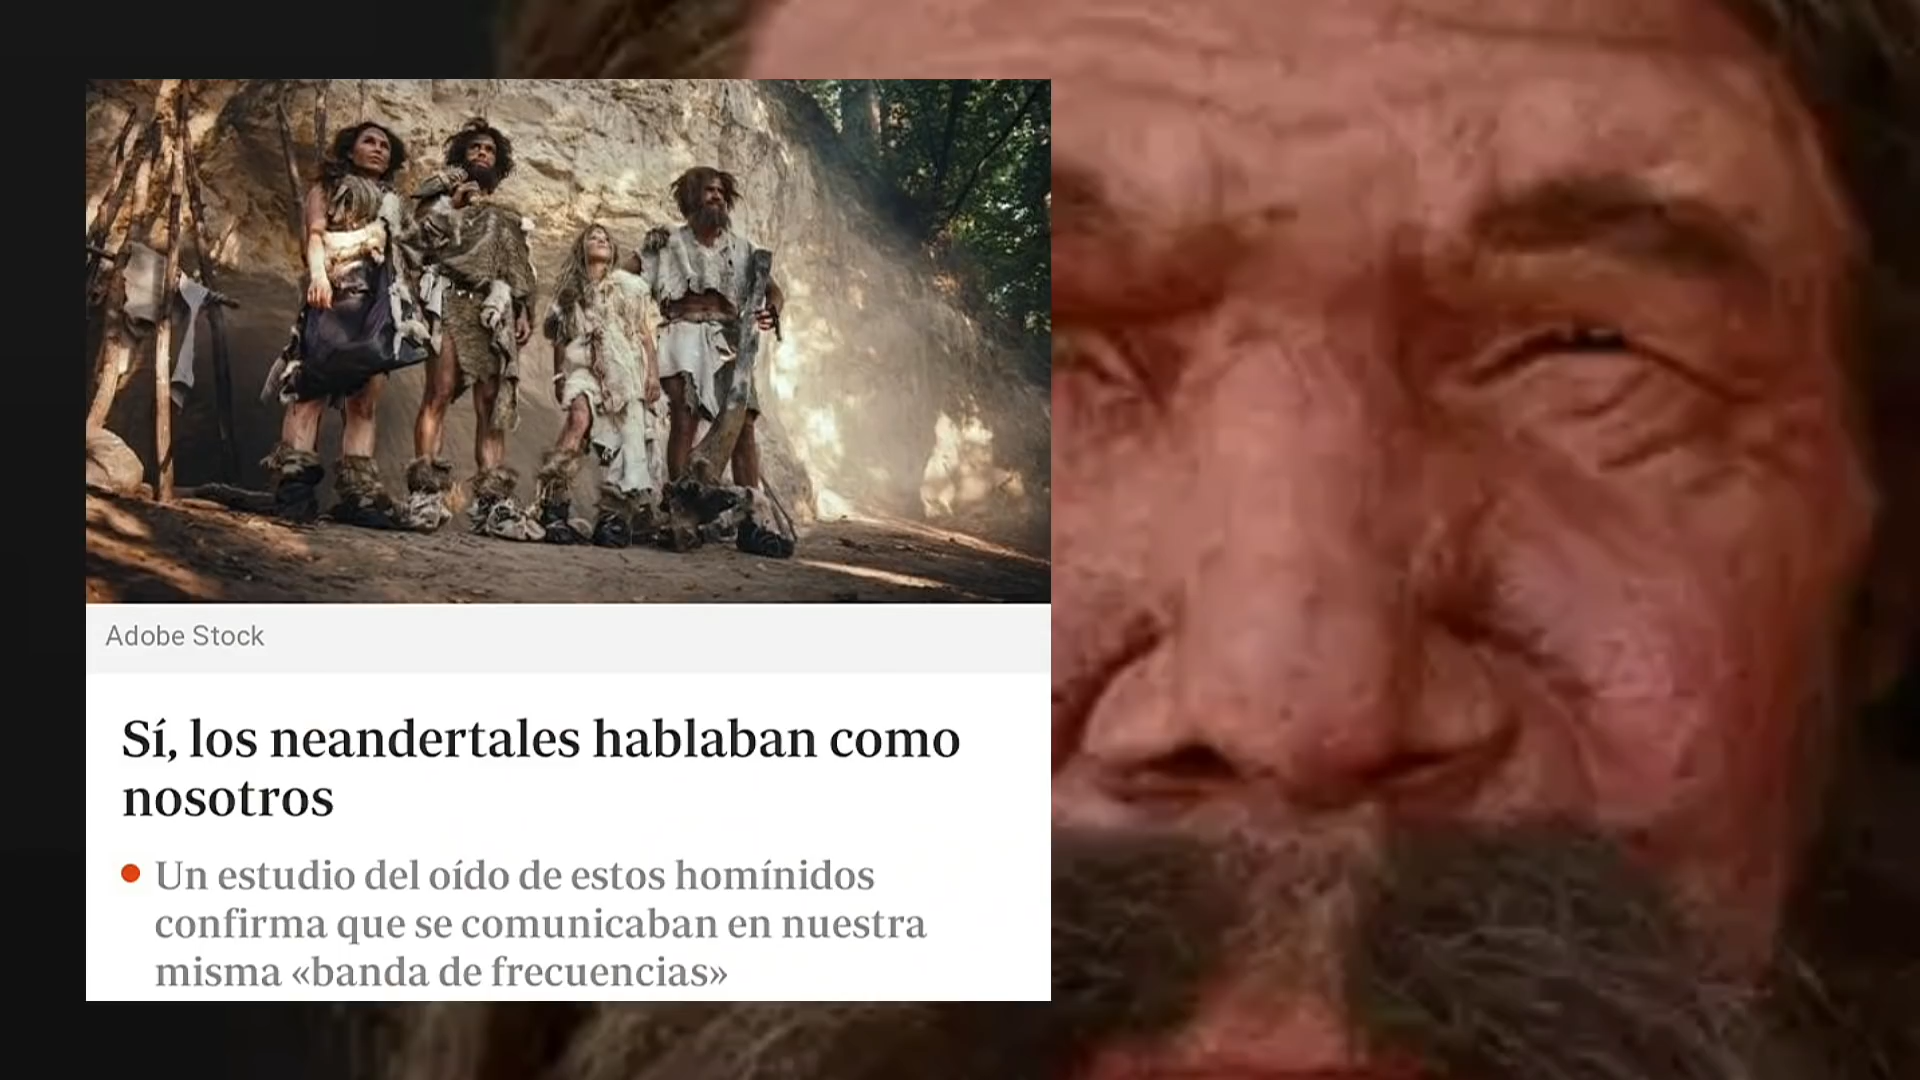 Adobe Stock
Sí, los neandertales hablaban como
nosotros
Un estudio del oído de estos homínidos
confirma que se comunicaban en nuestra
misma «banda de frecuencias»